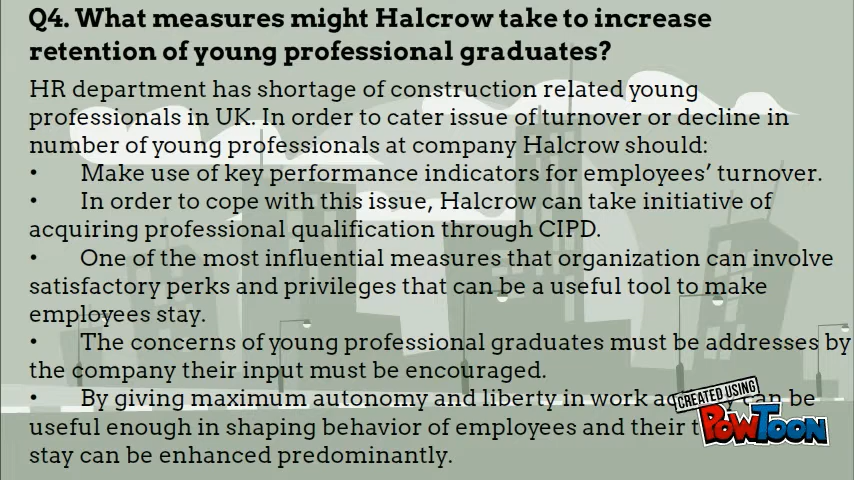 Q4. What measures might Halcrow take to increase
retention of young professional graduates?
HR department has shortage of construction related young
professionals in UK. In order to cater issue of turnover or decline in
number of young professionals at company Halcrow should:
• Make use of key performance indicators for employees’ turnover.
• In order to cope with this issue, Halcrow can take initiative of
acquiring professional qualification through CIPD.
• One of the most influential measures that organization can involve
satisfactory perks and privileges that can be a useful tool to make
employees stay.
• The concerns of young professional graduates must be addresses by
the company their input must be encouraged.
• By giving maximum autonomy and liberty in work can be
useful enough in shaping behavior of employees and their
stay can be enhanced predominantly.
CREATED USING
POWTOON